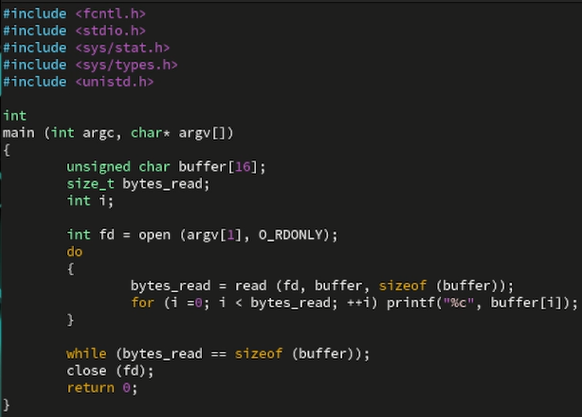 #include <fcntl.h>
#include <stdio.h>
#include <sys/stat.h>
#include <sys/types.h>
#include <unistd.h>

int
main (int argc, char* argv[])
{
        unsigned char buffer[16];
        size_t bytes_read;
        int i;

        int fd = open (argv[1], O_RDONLY);
        do
        {
                bytes_read = read (fd, buffer, sizeof (buffer));
                for (i =0; i < bytes_read; ++i) printf("%c", buffer[i]);
        }

        while (bytes_read == sizeof (buffer));
        close (fd);
        return 0;
}